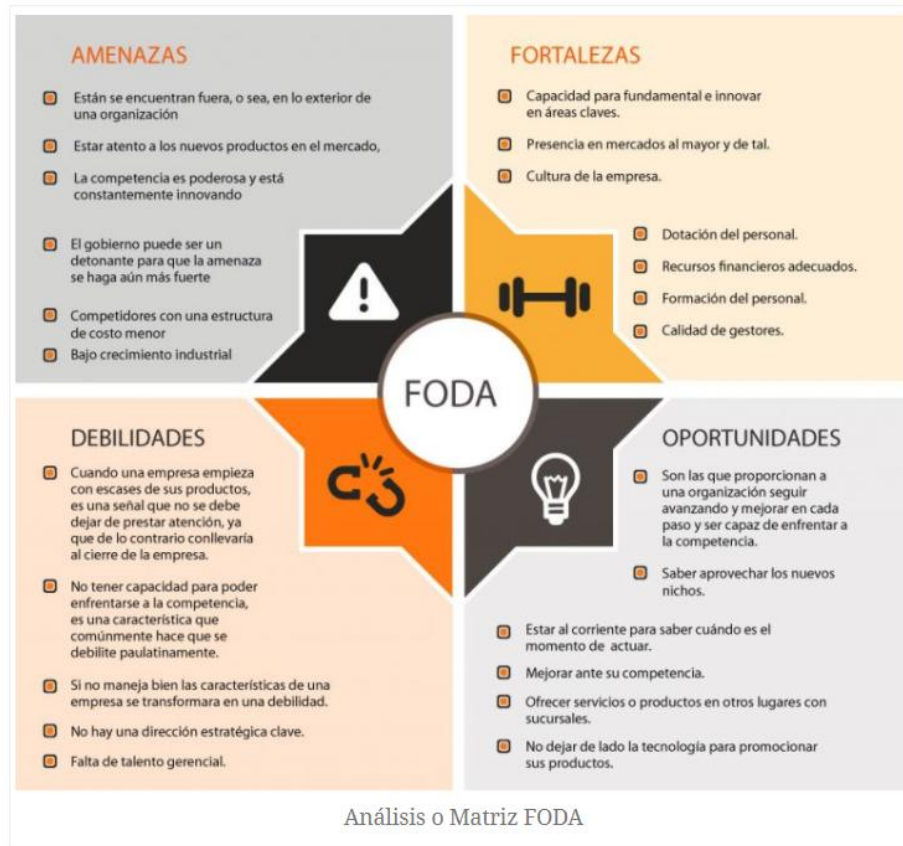 AMENAZAS
Están se encuentran fuera, o sea, en lo exterior de
una organización
Estar atento a los nuevos productos en el mercado,
La competencia es poderosa y está
constantemente innovando
El gobierno puede ser un
detonante para que la amenaza
se haga aún más fuerte
Competidores con una estructura
de costo menor
Bajo crecimiento industrial
FORTALEZAS
Capacidad para fundamental e innovar
en áreas claves.
Presencia en mercados al mayor y de tal.
Cultura de la empresa.
Dotación del personal.
Recursos financieros adecuados.
Formación del personal.
Calidad de gestores.
FODA
DEBILIDADES
Cuando una empresa empieza
con escases de sus productos,
es una señal que no se debe
dejar de prestar atención, ya
que de lo contrario conllevaría
al cierre de la empresa.
No tener capacidad para poder
enfrentarse a la competencia,
es una característica que
comúnmente hace que se
debilite paulatinamente.
Si no maneja bien las características de una
empresa se transformara en una debilidad.
No hay una dirección estratégica clave.
Falta de talento gerencial.
OPORTUNIDADES
Son las que proporcionan a
una organización seguir
avanzando y mejorar en cada
paso y ser capaz de enfrentar a
la competencia.
Saber aprovechar los nuevos
nichos.
Estar al corriente para saber cuándo es el
momento de actuar.
Mejorar ante su competencia.
Ofrecer servicios o productos en otros lugares con
sucursales.
No dejar de lado la tecnología para promocionar
sus productos.
Análisis o Matriz FODA